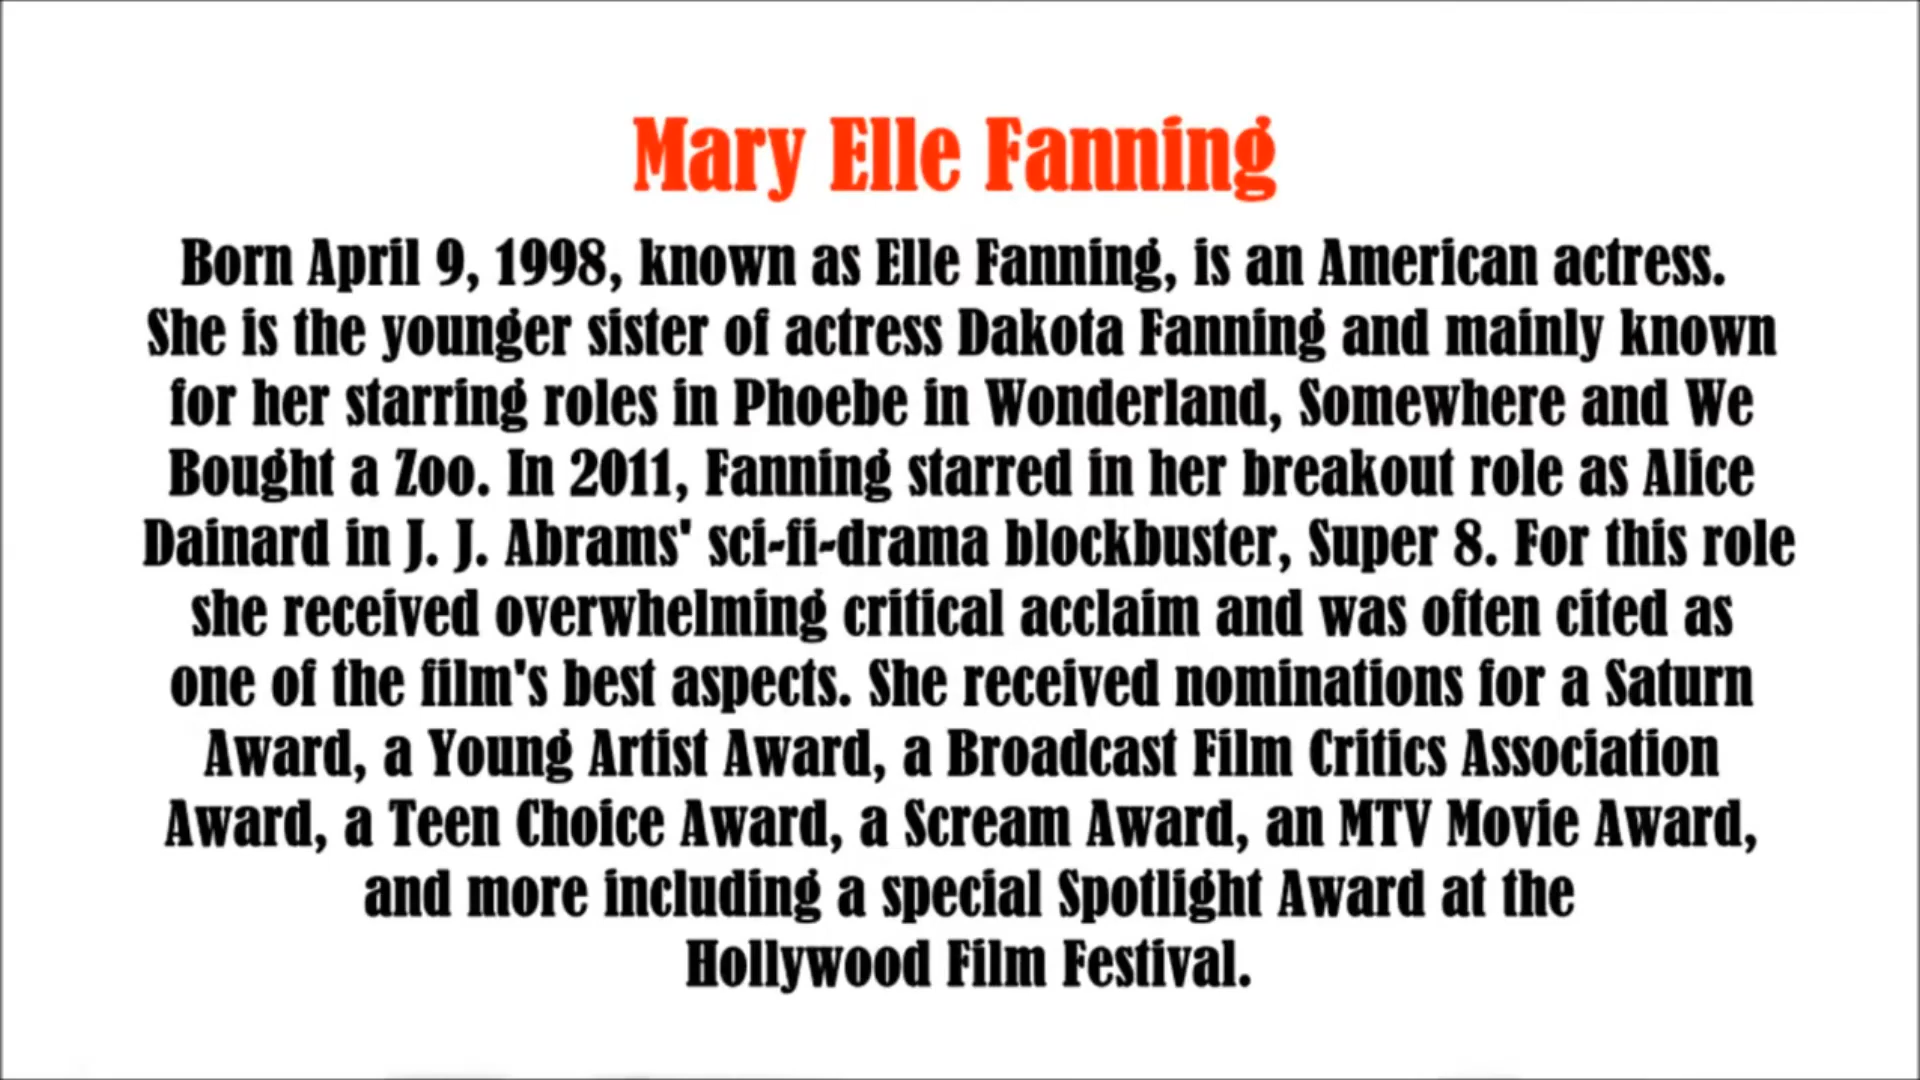 Mary Elle Fanning
Born April 9, 1998, known as Elle Fanning, is an American actress.
She is the younger sister of actress Dakota Fanning and mainly known
for her starring roles in Phoebe in Wonderland, Somewhere and We
Bought a Zoo. In 2011, Fanning starred in her breakout role as Alice
Dainard in J. J. Abrams' sci-fi-drama blockbuster, Super 8. For this role
she received overwhelming critical acclaim and was often cited as
one of the film's best aspects. She received nominations for a Saturn
Award, a Young Artist Award, a Broadcast Film Critics Association
Award, a Teen Choice Award, a Scream Award, an MTV Movie Award,
and more including a special Spotlight Award at the
Hollywood Film Festival.